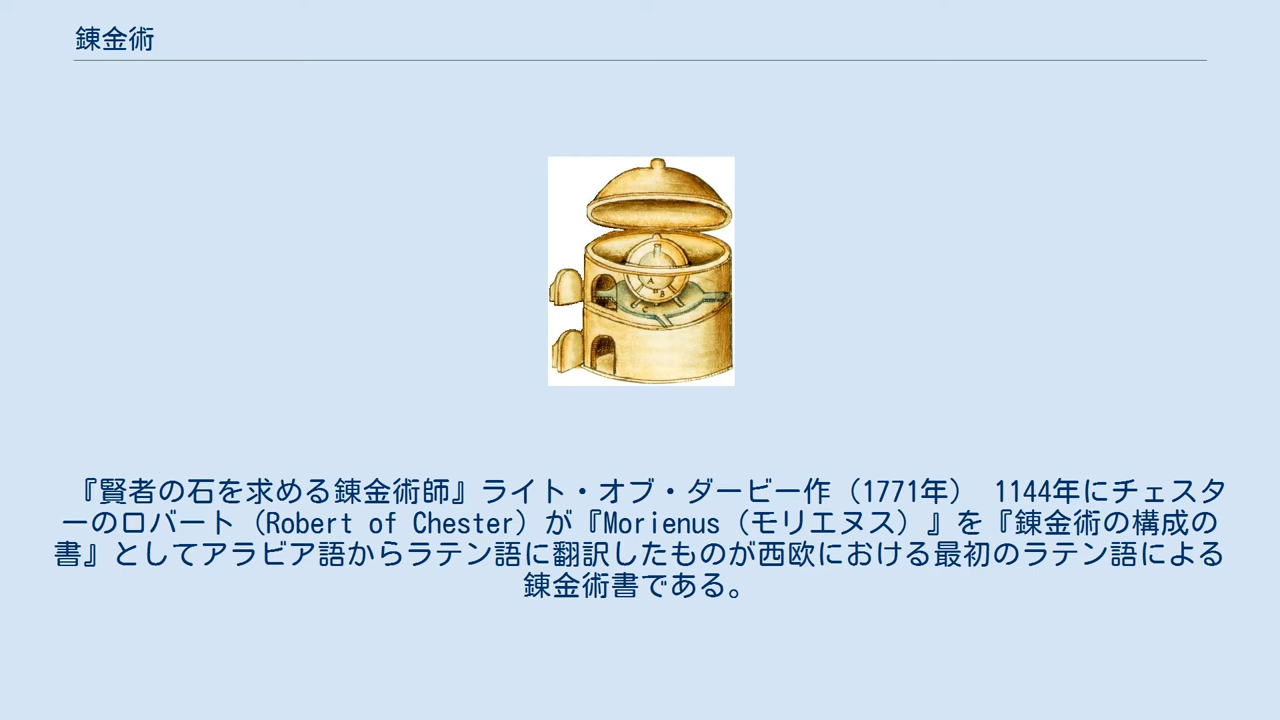 錬金術
A
B
C
『賢者の石を求める錬金術師』ライト・オブ・ダービー作（1771年） 1144年にチェスタ
ーのロバート（Robert of Chester）が『Morienus（モリエヌス）』を『錬金術の構成の
書』としてアラビア語からラテン語に翻訳したものが西欧における最初のラテン語による
錬金術書である。